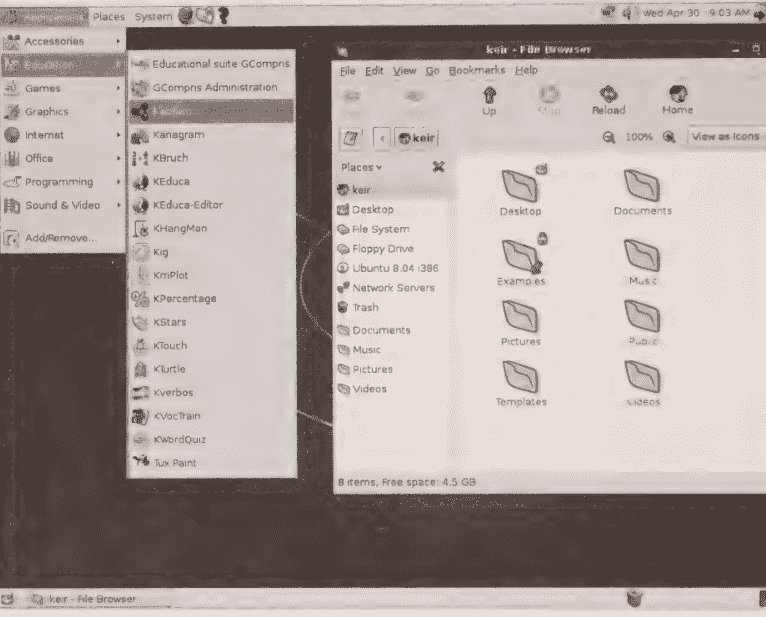 Places System
Wed Apr 30 9:03 AM
Accessories
Education
Games
Graphics
Internet
Office
Programming
Sound & Video
Add/Remove...
Educational suite GCompris
GCompris Administration
Kanagram
KBruch
KEduca
KEduca-Editor
KHangMan
Kig
KmPlot
KPercentage
KStars
KTouch
KTurtle
Kverbos
KVocTrain
KWordQuiz
Tux Paint
keir - File Browser
File Edit View Go Bookmarks Help
Up Stop Reload Home
keir
100% View as Icons
Places
keir
Desktop
File System
Floppy Drive
Ubuntu 8.04 i386
Network Servers
Trash
Documents
Music
Pictures
Videos
Desktop Documents
Examples Music
Pictures Public
Templates Videos
8 items, Free space: 4.5 GB
keir - File Browser